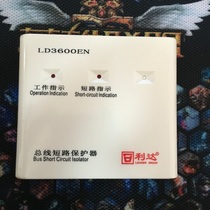 LD3600EN
工作指示 短路指示
Operation Indication Short-circuit Indication
总线短路保护器
Bus Short Circuit Isolator
利达